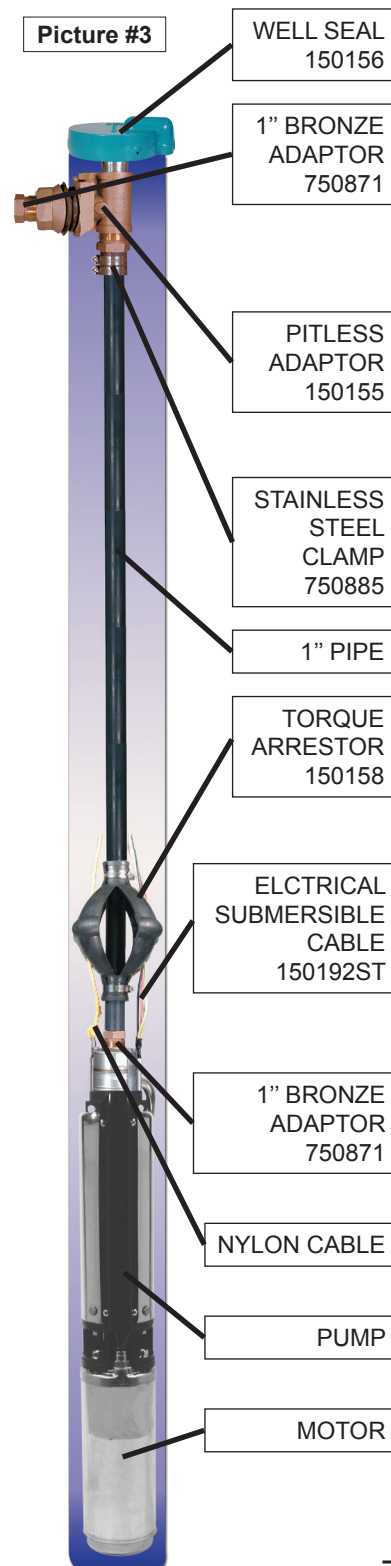 Picture #3
WELL SEAL
150156
1’’ BRONZE
ADAPTOR
750871
PITLESS
ADAPTOR
150155
STAINLESS
STEEL
CLAMP
750885
1’’ PIPE
TORQUE
ARRESTOR
150158
ELCTRICAL
SUBMERSIBLE
CABLE
150192ST
1’’ BRONZE
ADAPTOR
750871
NYLON CABLE
PUMP
MOTOR